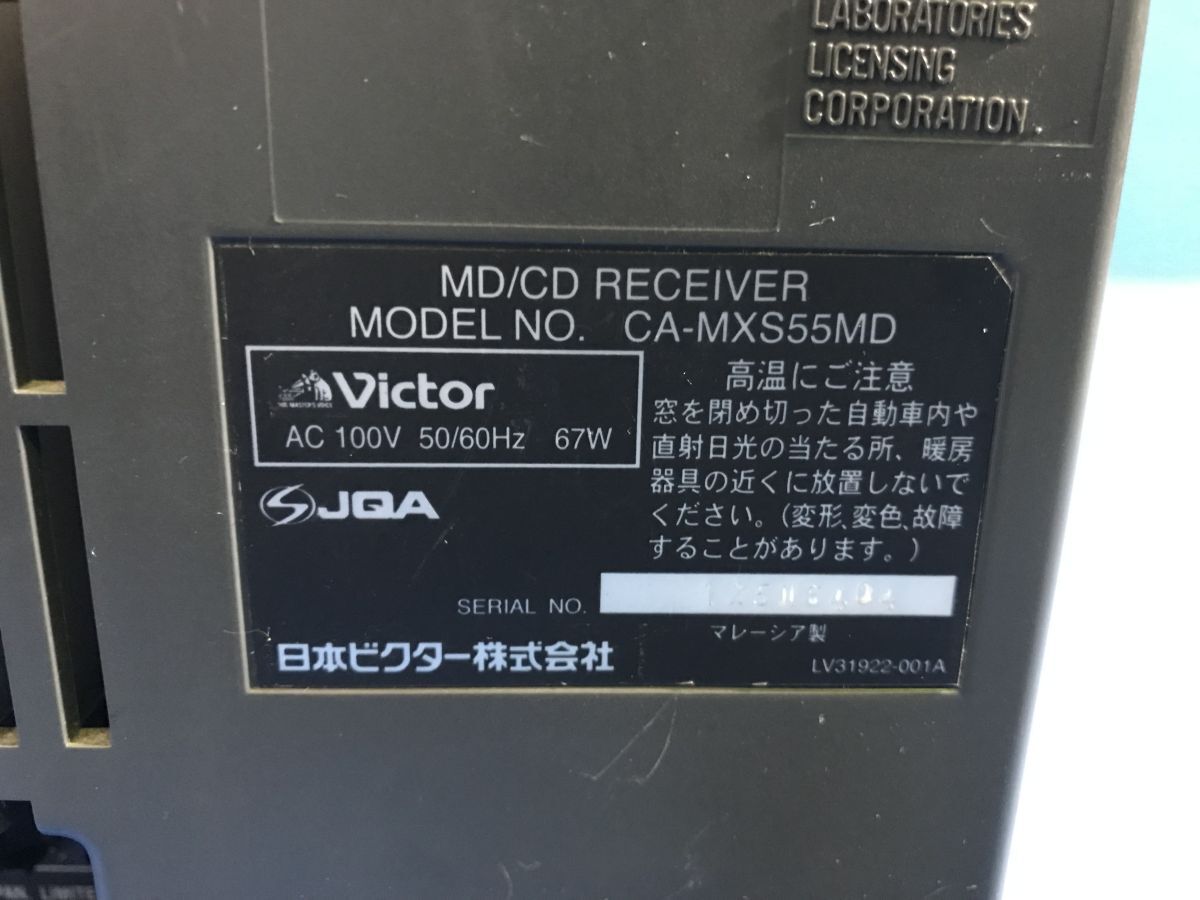 LABORATORIES
LICENSING
CORPORATION.
MD/CD RECEIVER
MODEL NO. CA-MXS55MD
Victor
AC 100V 50/60Hz 67W
JQA
高温にご注意
窓を閉め切った自動車内や
直射日光の当たる所、暖房
器具の近くに放置しないで
ください。(変形,変色,故障
することがあります。)
SERIAL NO.
マレーシア製
日本ビクター株式会社
LV31922-001A